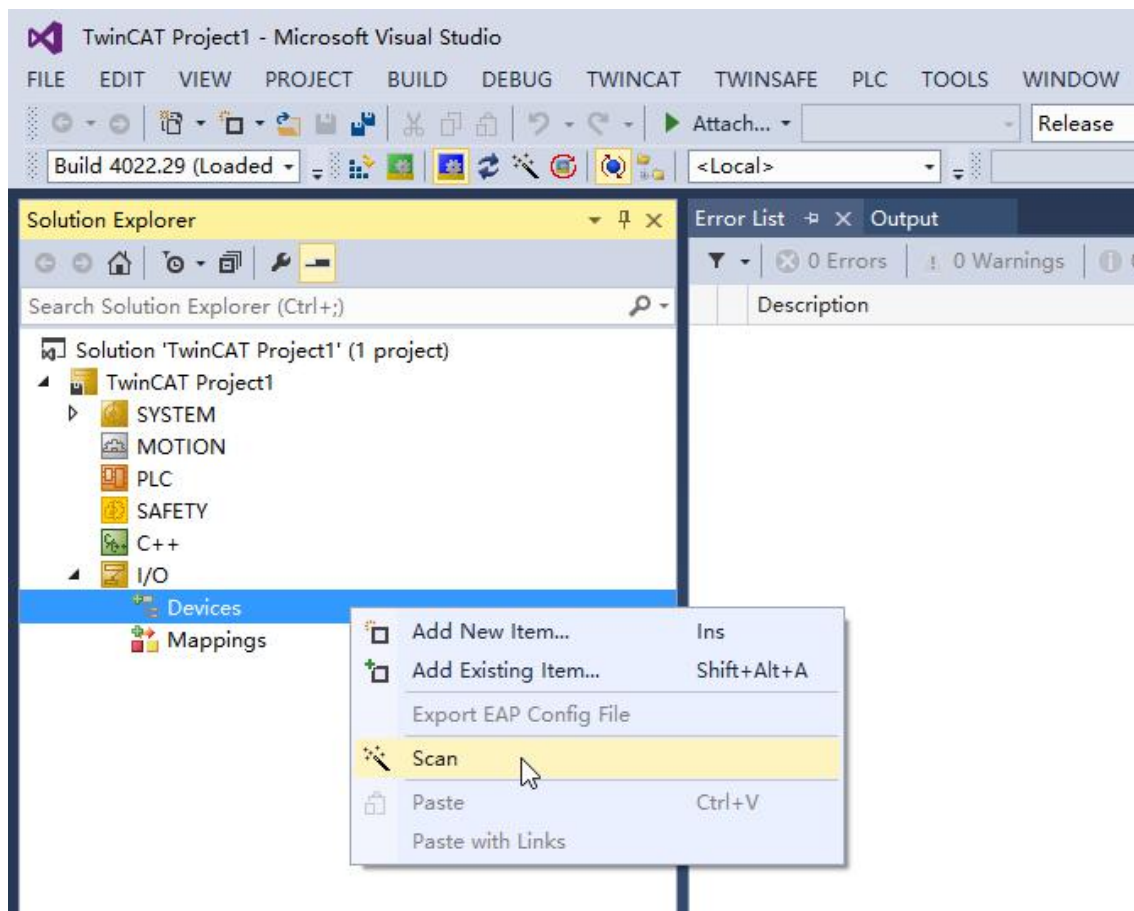 TwinCAT Project1 - Microsoft Visual Studio
FILE EDIT VIEW PROJECT BUILD DEBUG TWINCAT TWINSAFE PLC TOOLS WINDOW
Attach... Release
Build 4022.29 (Loaded <Local>
Solution Explorer
Error List Output
0 Errors 0 Warnings
Search Solution Explorer (Ctrl+;)
Description
Solution 'TwinCAT Project1' (1 project)
TwinCAT Project1
SYSTEM
MOTION
PLC
SAFETY
C++
I/O
Devices
Mappings
Add New Item... Ins
Add Existing Item... Shift+Alt+A
Export EAP Config File
Scan
Paste Ctrl+V
Paste with Links